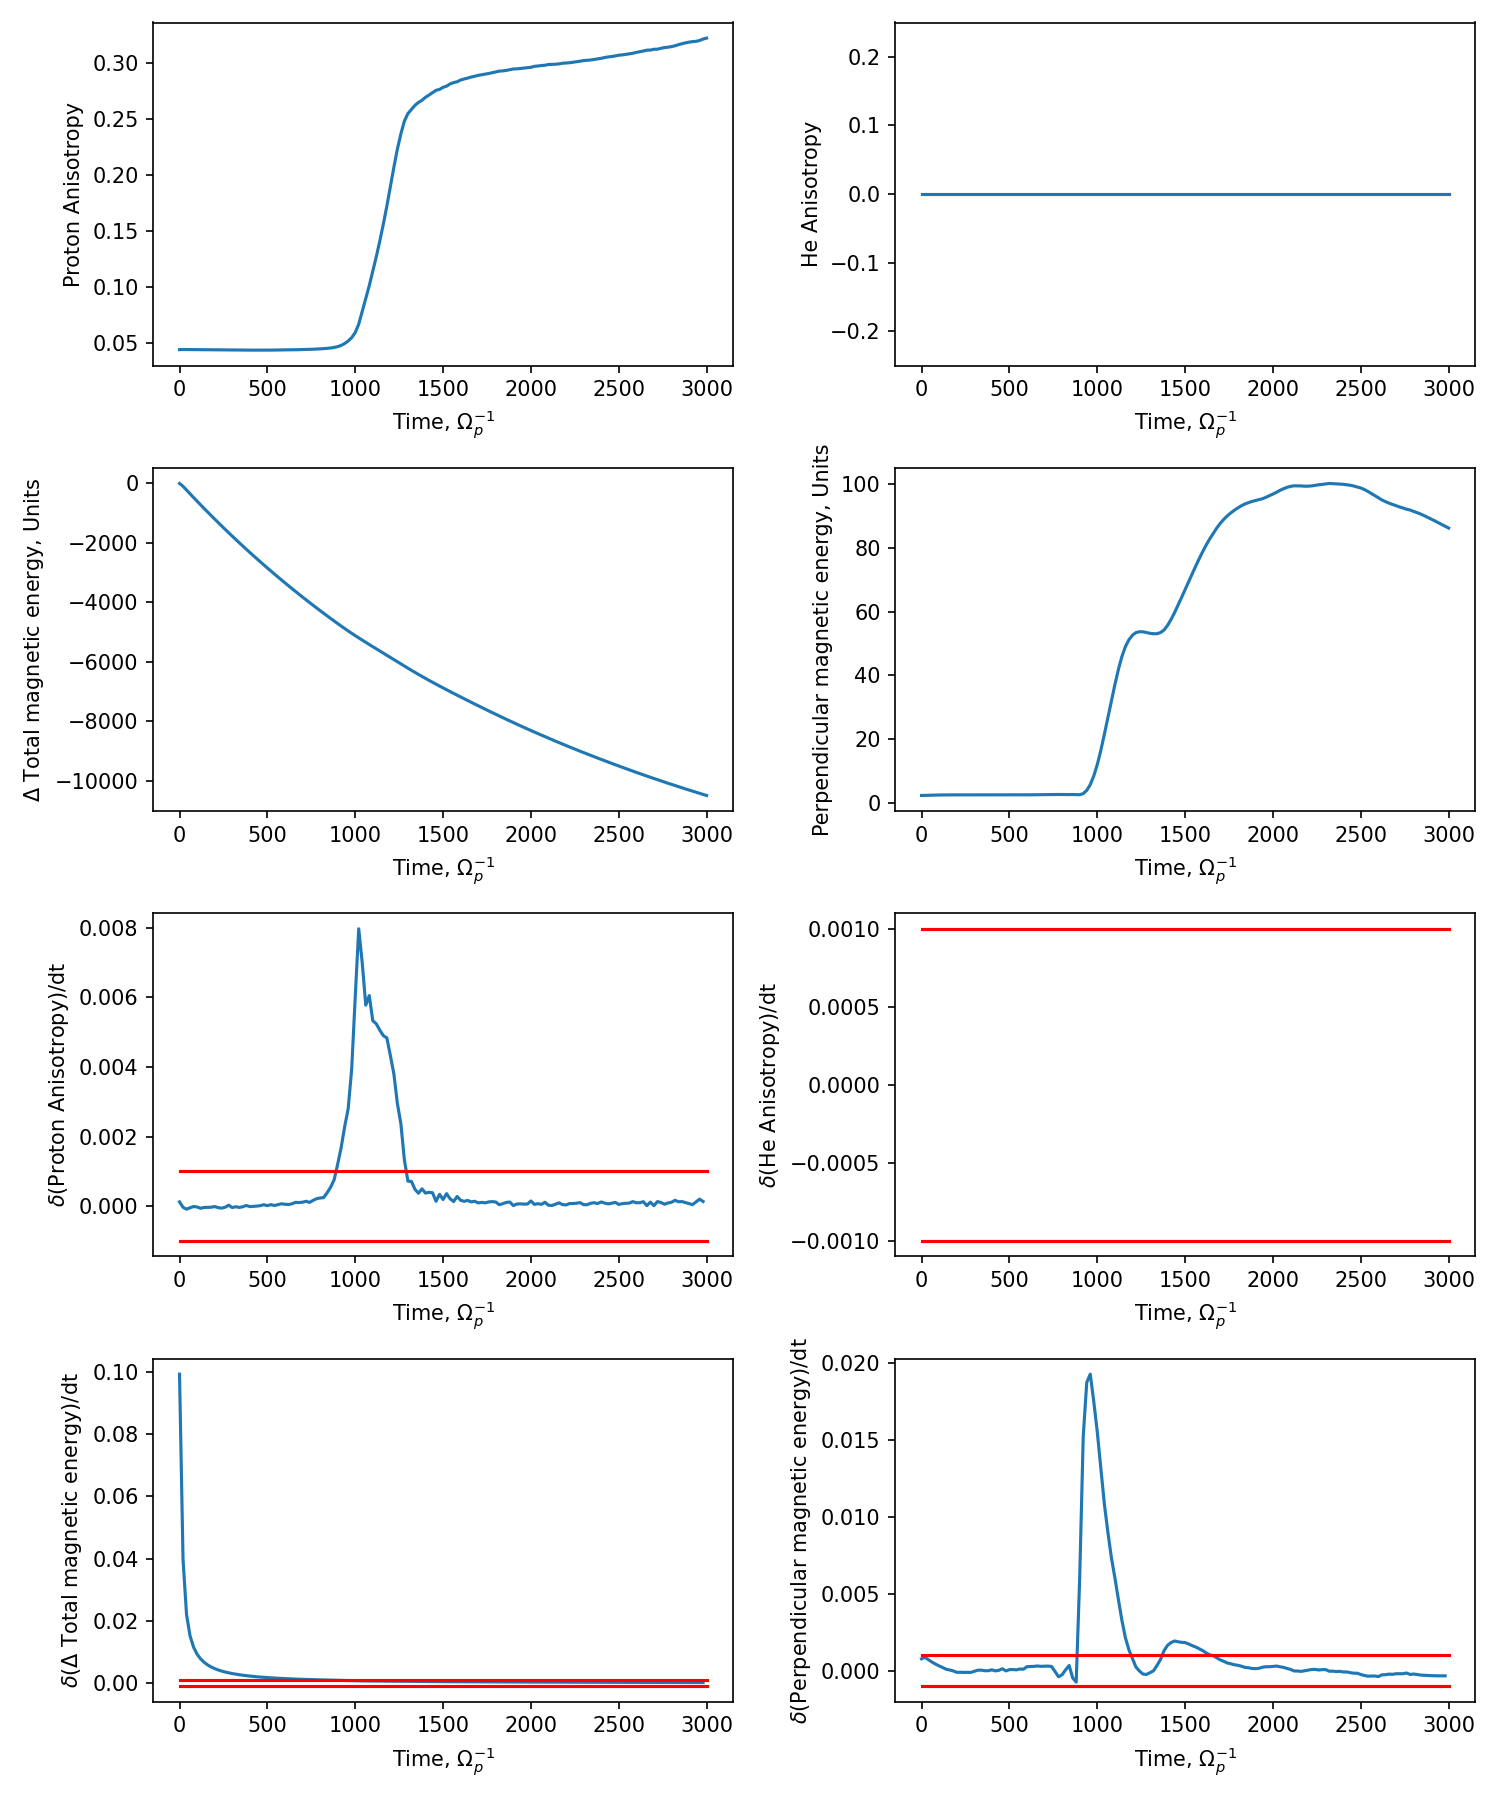 Proton Anisotropy
0.30
0.25
0.20
0.15
0.10
0.05
0 500 1000 1500 2000 2500 3000
Time, Ω_p^{-1}
He Anisotropy
0.2
0.1
0.0
−0.1
−0.2
0 500 1000 1500 2000 2500 3000
Time, Ω_p^{-1}
Δ Total magnetic energy, Units
0
−2000
−4000
−6000
−8000
−10000
0 500 1000 1500 2000 2500 3000
Time, Ω_p^{-1}
Perpendicular magnetic energy, Units
100
80
60
40
20
0
0 500 1000 1500 2000 2500 3000
Time, Ω_p^{-1}
δ(Proton Anisotropy)/dt
0.008
0.006
0.004
0.002
0.000
0 500 1000 1500 2000 2500 3000
Time, Ω_p^{-1}
δ(He Anisotropy)/dt
0.0010
0.0005
0.0000
−0.0005
−0.0010
0 500 1000 1500 2000 2500 3000
Time, Ω_p^{-1}
δ(Δ Total magnetic energy)/dt
0.10
0.08
0.06
0.04
0.02
0.00
0 500 1000 1500 2000 2500 3000
Time, Ω_p^{-1}
δ(Perpendicular magnetic energy)/dt
0.020
0.015
0.010
0.005
0.000
0 500 1000 1500 2000 2500 3000
Time, Ω_p^{-1}